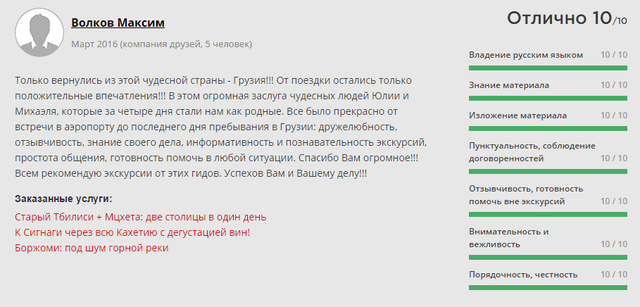 Волков Максим
Март 2016 (компания друзей, 5 человек)
Только вернулись из этой чудесной страны - Грузия!!! От поездки остались только
положительные впечатления!!! В этом огромная заслуга чудесных людей Юлии и
Михаэля, которые за четыре дня стали нам как родные. Все было прекрасно от
встречи в аэропорту до последнего дня пребывания в Грузии: дружелюбность,
отзывчивость, знание своего дела, информативность и познавательность экскурсий,
простота общения, готовность помочь в любой ситуации. Спасибо Вам огромное!!!
Всем рекомендую экскурсии от этих гидов. Успехов Вам и Вашему делу!!!
Заказанные услуги:
Старый Тбилиси + Мцхета: две столицы в один день
К Сигнаги через всю Кахетию с дегустацией вин!
Боржоми: под шум горной реки
Отлично 10/10
Владение русским языком 10 / 10
Знание материала 10 / 10
Изложение материала 10 / 10
Пунктуальность, соблюдение
договоренностей 10 / 10
Отзывчивость, готовность
помочь вне экскурсий 10 / 10
Внимательность и
вежливость 10 / 10
Порядочность, честность 10 / 10